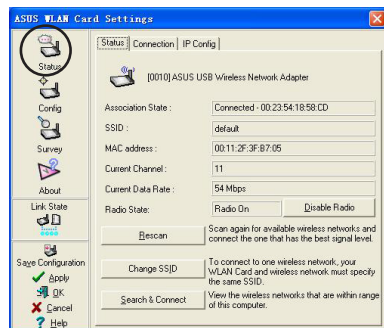 ASUS WLAN Card Settings
Status
Config
Survey
About
Link State
Save Configuration
Apply
OK
Cancel
Help
Status Connection IP Config
[0010] ASUS USB Wireless Network Adapter
Association State : Connected - 00:23:54:18:58:CD
SSID : default
MAC address : 00:11:2F:3F:B7:05
Current Channel : 11
Current Data Rate : 54 Mbps
Radio State: Radio On Disable Radio
Rescan
Scan again for available wireless networks and
connect the one that has the best signal level.
Change SSID
To connect to one wireless network, your
WLAN Card and wireless network must specify
the same SSID.
Search & Connect
View the wireless networks that are within range
of this computer.